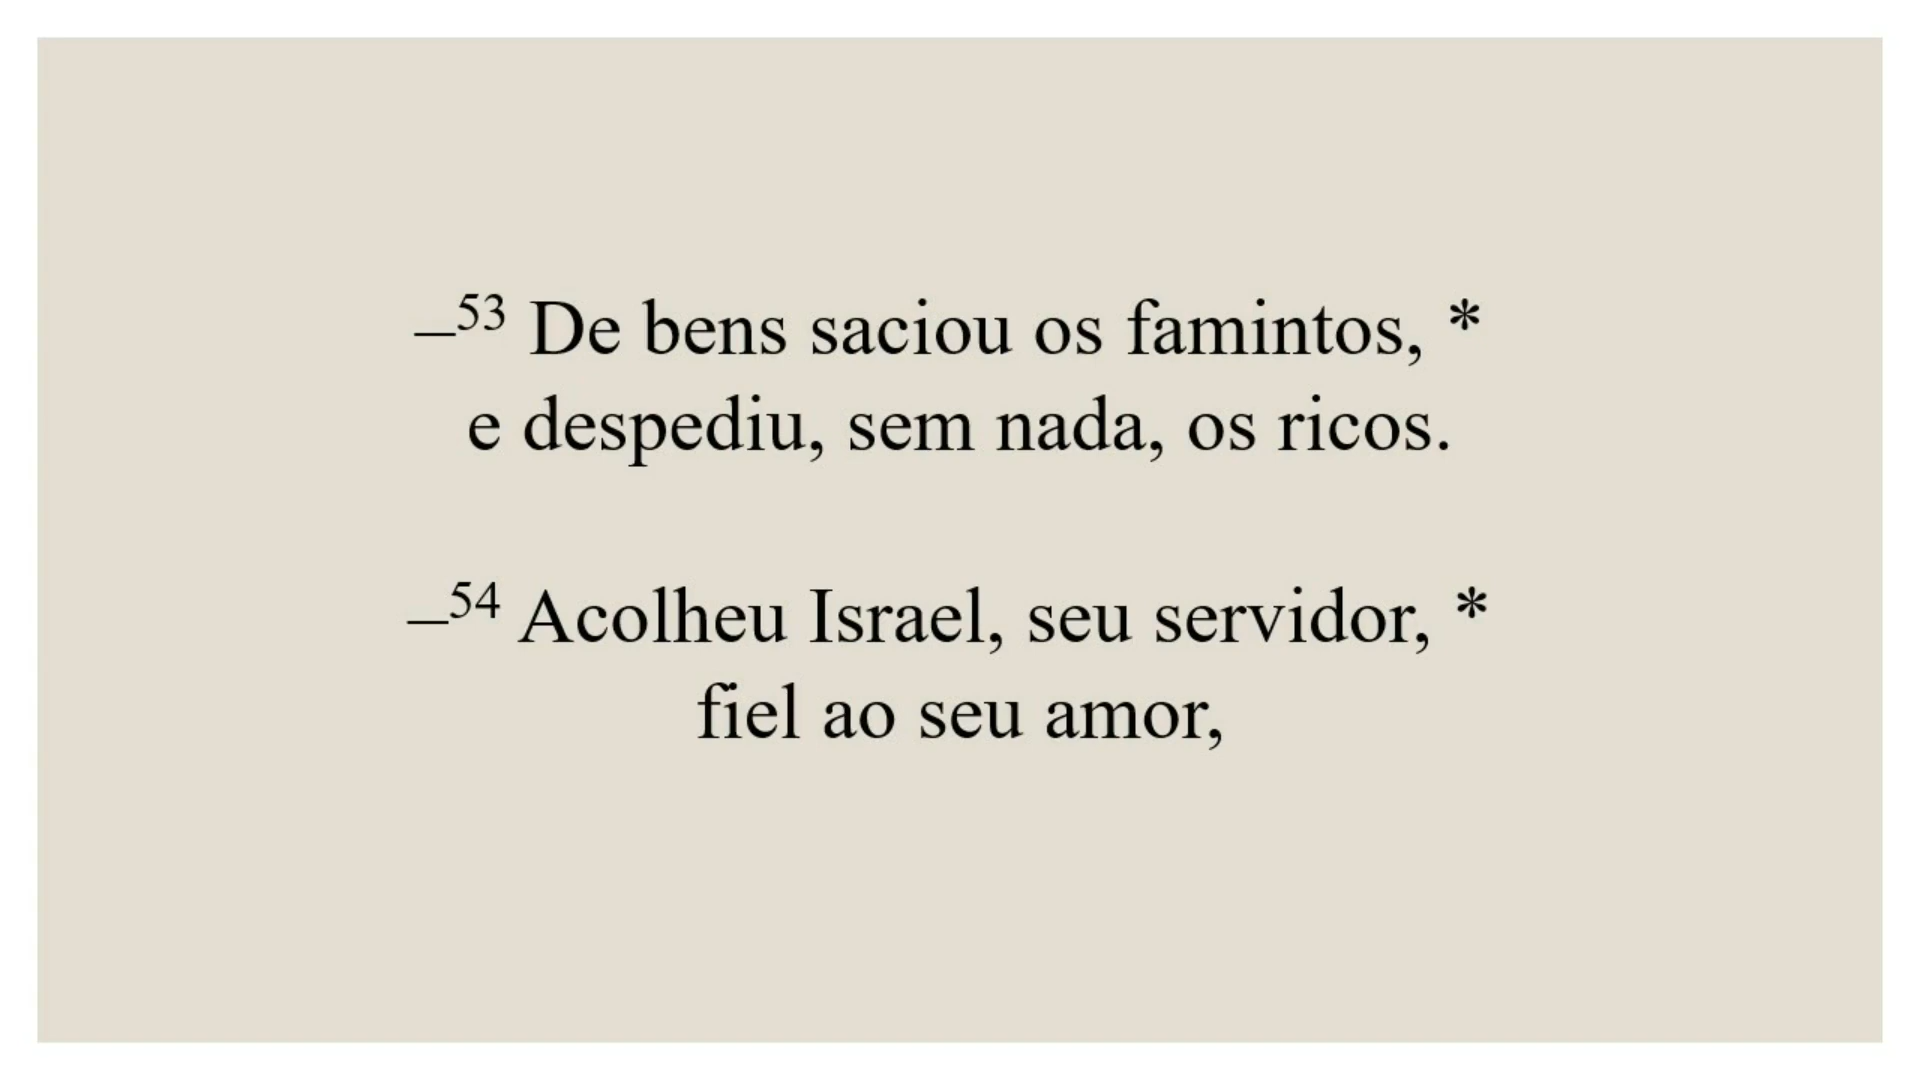 –⁵³ De bens saciou os famintos, *
e despediu, sem nada, os ricos.
–⁵⁴ Acolheu Israel, seu servidor, *
fiel ao seu amor,